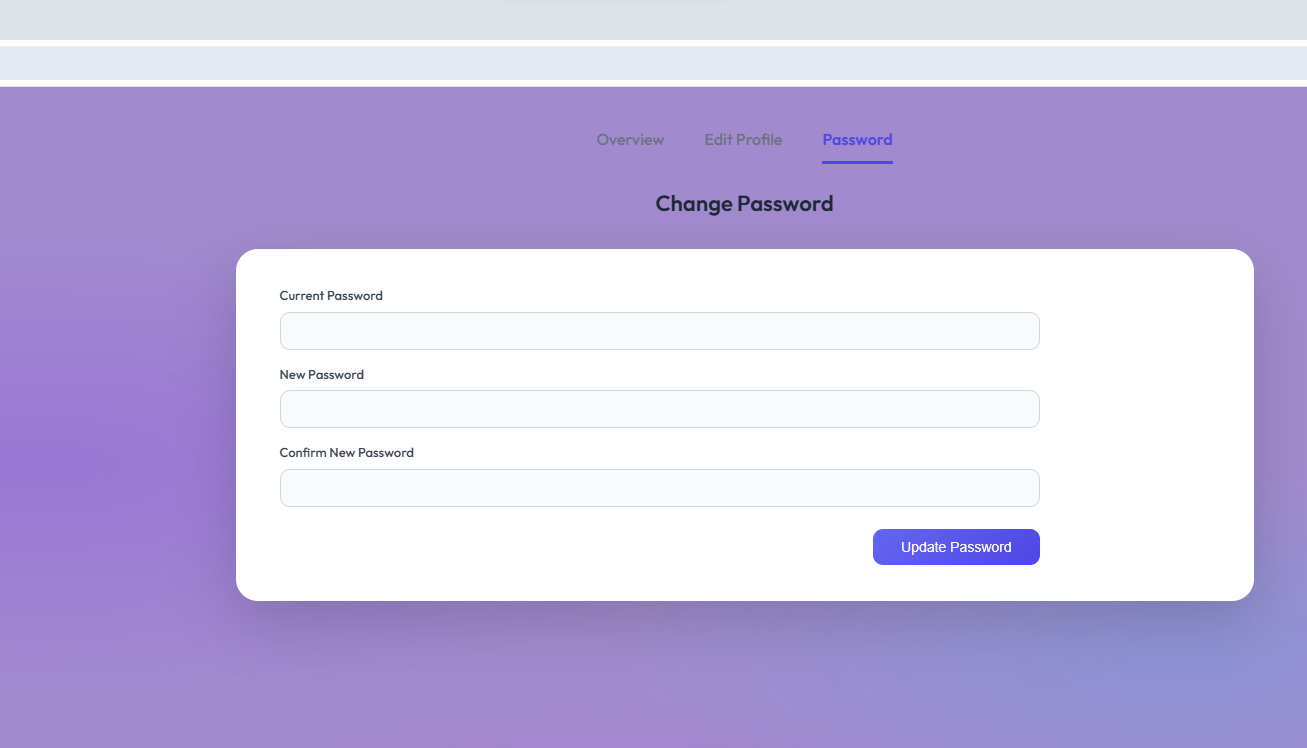 Overview Edit Profile Password
Change Password
Current Password
New Password
Confirm New Password
Update Password